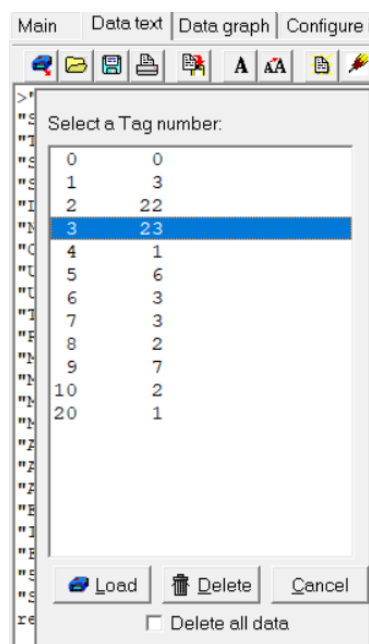 Main Data text Data graph Configure
A AA
>"
Select a Tag number:
0 0
1 3
2 22
3 23
4 1
5 6
6 3
7 3
8 2
9 7
10 2
20 1
Load Delete Cancel
Delete all data
re